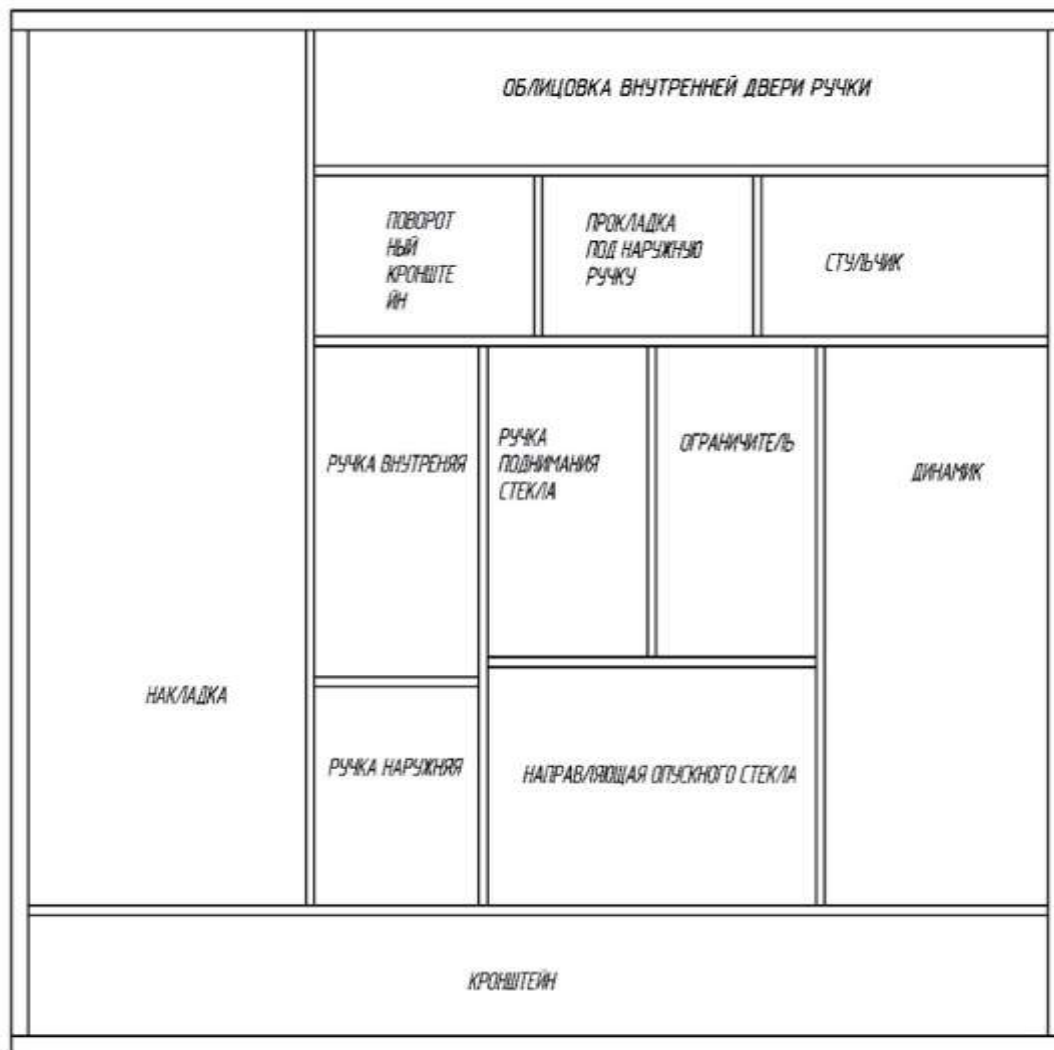 ОБЛИЦОВКА ВНУТРЕННЕЙ ДВЕРИ РУЧКИ
ПОВОРОТ
НЫЙ
КРОНШТЕ
ЙН
ПРОКЛАДКА
ПОД НАРУЖНУЮ
РУЧКУ
СТУЛЬЧИК
РУЧКА ВНУТРЕНЯЯ
РУЧКА
ПОДНИМАНИЯ
СТЕКЛА
ОГРАНИЧИТЕЛЬ
ДИНАМИК
НАКЛАДКА
РУЧКА НАРУЖНЯЯ
НАПРАВЛЯЮЩАЯ ОПУСКНОГО СТЕКЛА
КРОНШТЕЙН